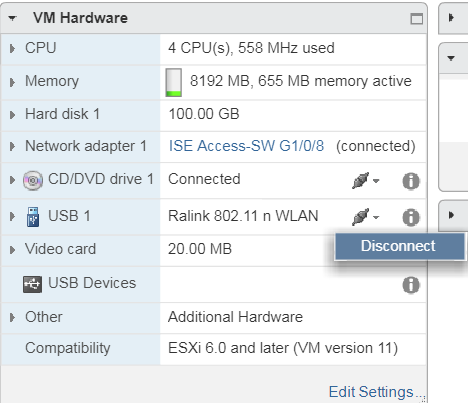 VM Hardware
CPU 4 CPU(s), 558 MHz used
Memory 8192 MB, 655 MB memory active
Hard disk 1 100.00 GB
Network adapter 1 ISE Access-SW G1/0/8 (connected)
CD/DVD drive 1 Connected
USB 1 Ralink 802.11 n WLAN
Disconnect
Video card 20.00 MB
USB Devices
Other Additional Hardware
Compatibility ESXi 6.0 and later (VM version 11)
Edit Settings...